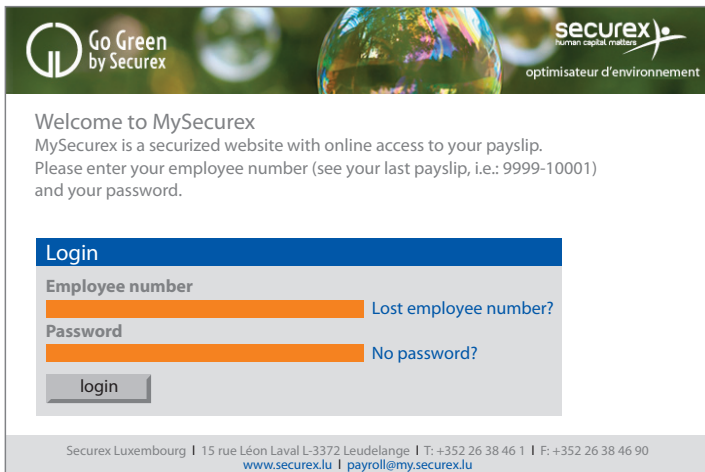 Go Green
by Securex
securex
human capital matters
optimisateur d'environnement
Welcome to MySecurex
MySecurex is a securized website with online access to your payslip.
Please enter your employee number (see your last payslip, i.e.: 9999-10001)
and your password.
Login
Employee number
Lost employee number?
Password
No password?
login
Securex Luxembourg I 15 rue Léon Laval L-3372 Leudelange I T: +352 26 38 46 1 I F: +352 26 38 46 90
www.securex.lu I payroll@my.securex.lu